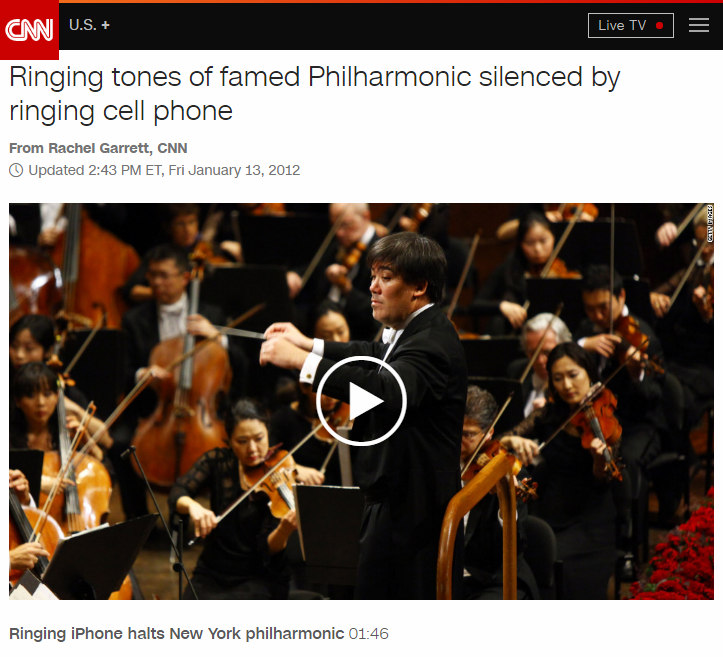 CNN U.S. + Live TV
Ringing tones of famed Philharmonic silenced by
ringing cell phone
From Rachel Garrett, CNN
Updated 2:43 PM ET, Fri January 13, 2012
GETTY IMAGES
Ringing iPhone halts New York philharmonic 01:46